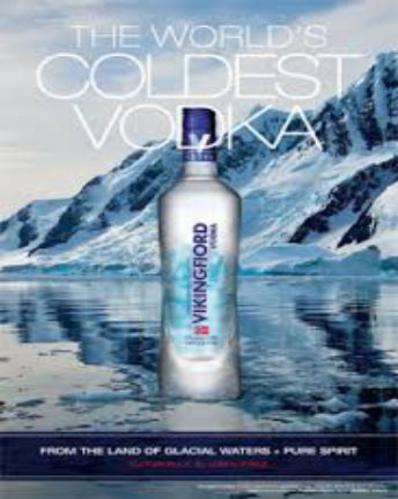 THE WORLD'S
COLDEST
VODKA
VIKINGFJORD
VODKA
FROM THE LAND OF GLACIAL WATERS + PURE SPIRIT